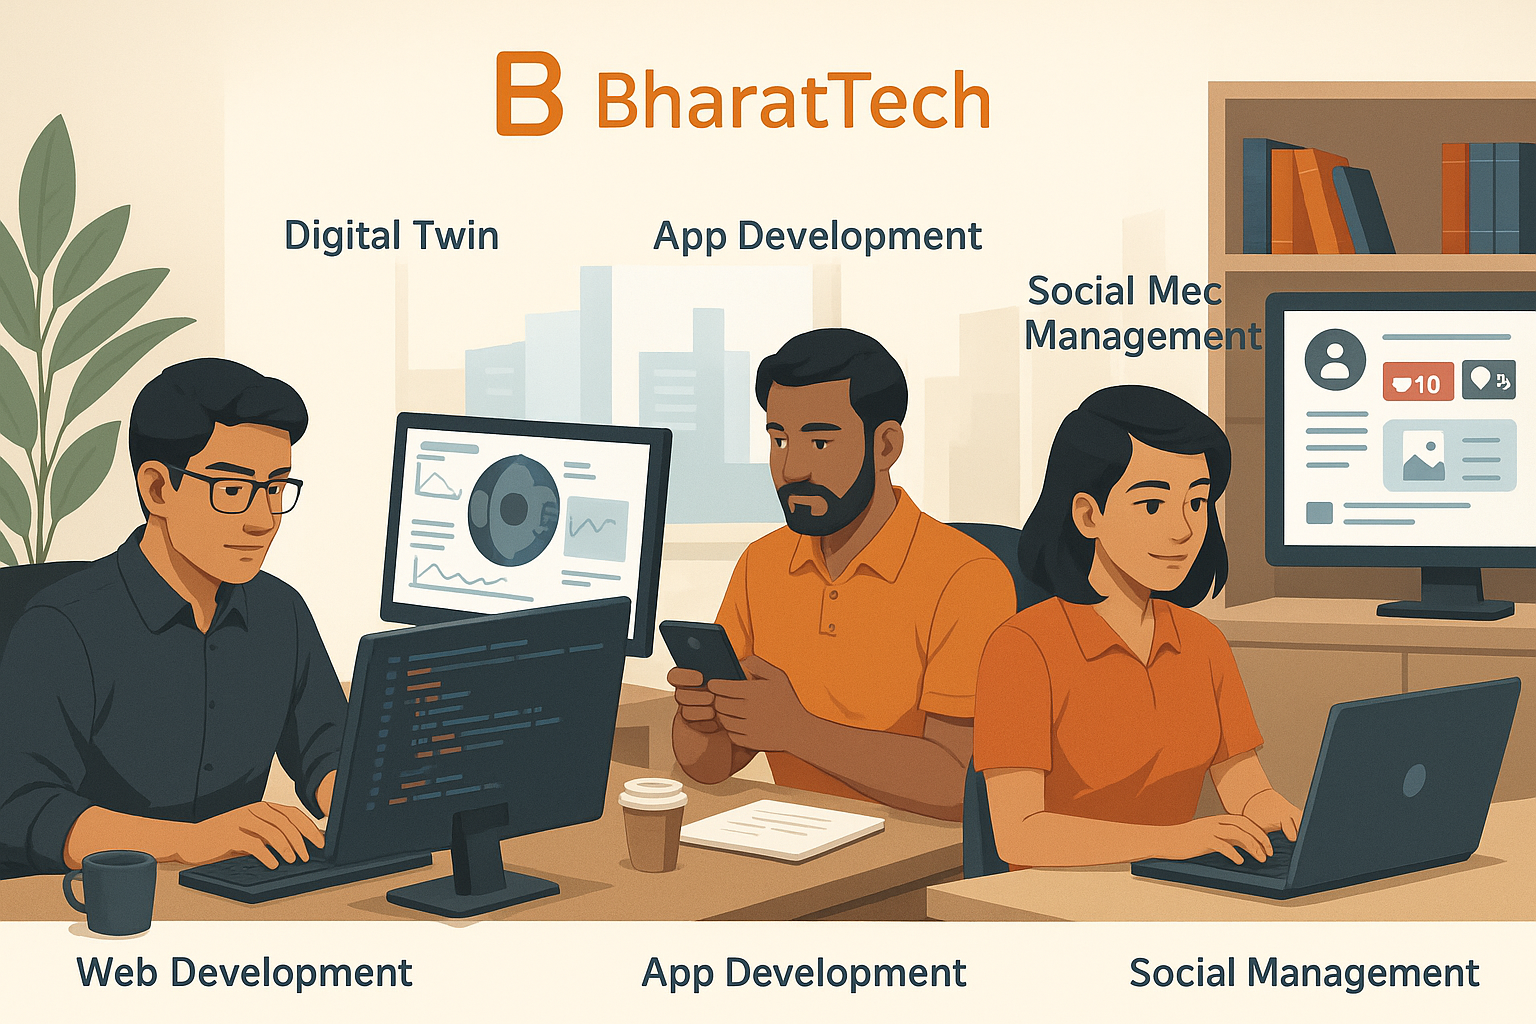 B BharatTech
Digital Twin
App Development
Social Mec
Management
10
Web Development
App Development
Social Management